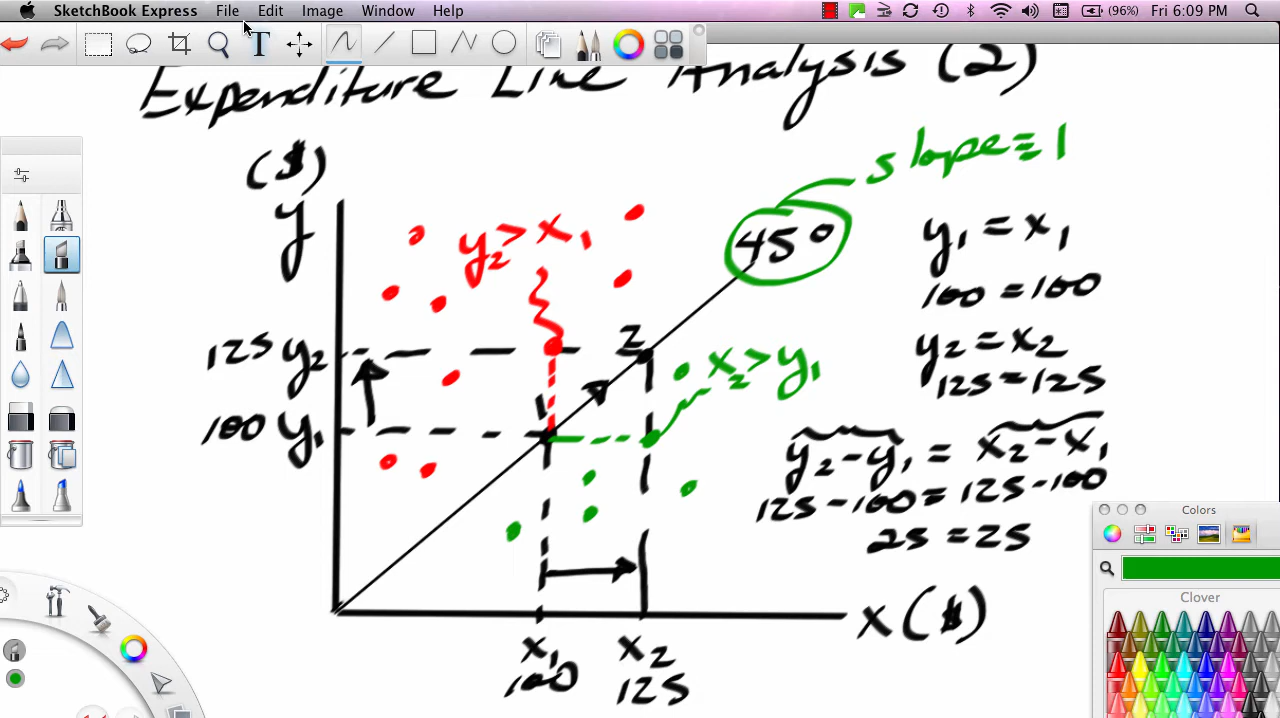 SketchBook Express File Edit Image Window Help (96%) Fri 6:09 PM
T
Expenditure Line Analysis (2)
($)
y
slope = 1
45°
y₂ > x₁
y₁ = x₁
100 = 100
y₂ = x₂
125 = 125
125 y₂
2
x₂ > y₁
100 y₁
1
y₂ - y₁ = x₂ - x₁
125 - 100 = 125 - 100
25 = 25
x ($)
x₁ x₂
100 125
Colors
Clover